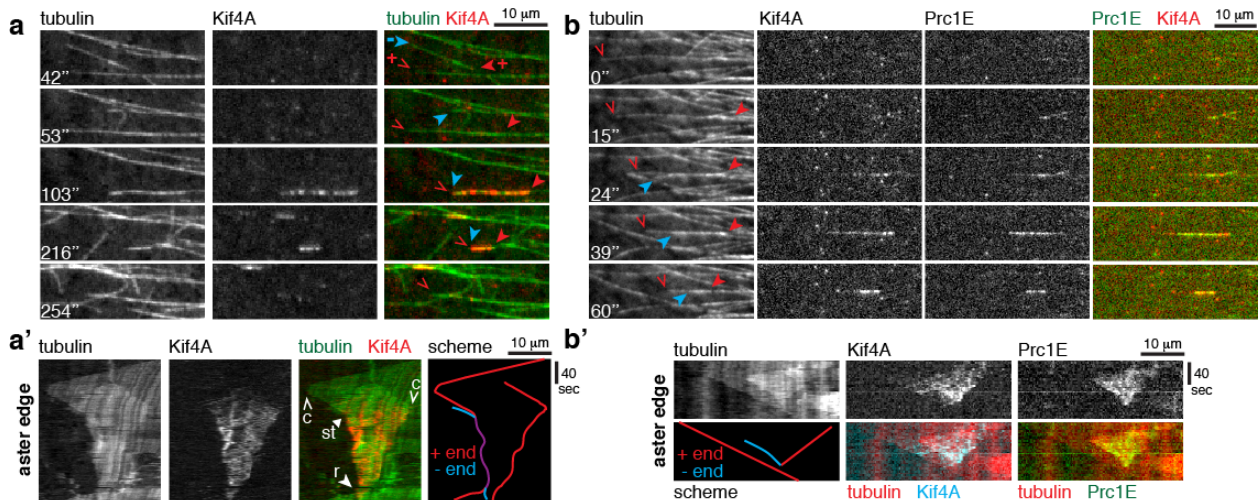 a
tubulin
Kif4A
tubulin Kif4A
10 µm
-
+
+
42’’
53’’
103’’
216’’
254’’
b
tubulin
Kif4A
Prc1E
Prc1E Kif4A
10 µm
0’’
15’’
24’’
39’’
60’’
a’
tubulin
Kif4A
tubulin Kif4A
scheme
10 µm
40
sec
aster edge
c
c
st
r
+ end
- end
b’
tubulin
Kif4A
Prc1E
10 µm
40
sec
aster edge
+ end
- end
scheme
tubulin Kif4A
tubulin Prc1E